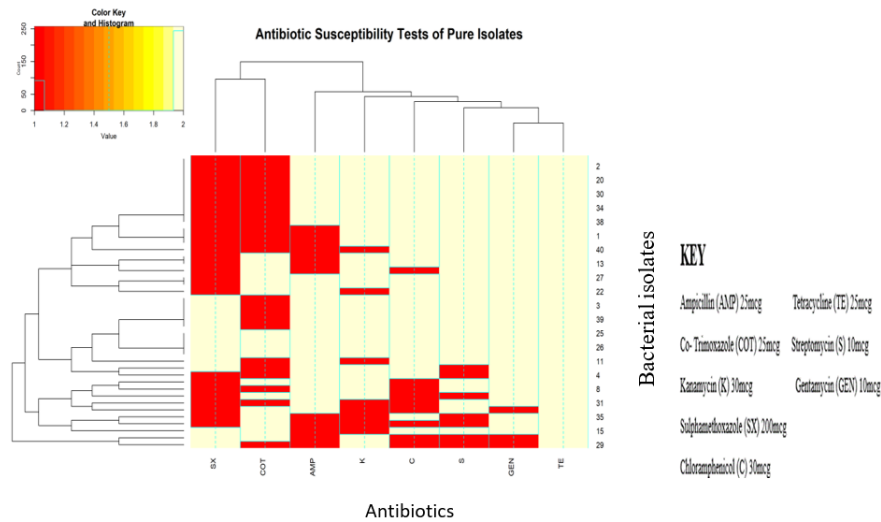 Color Key
and Histogram
Count
0 50 150 250
1 1.2 1.4 1.6 1.8 2
Value
Antibiotic Susceptibility Tests of Pure Isolates
2
20
30
34
38
1
40
13
27
22
3
39
25
26
11
4
8
31
35
15
29
SX COT AMP K C S GEN TE
Antibiotics
Bacterial isolates
KEY
Ampicillin (AMP) 25mcg Tetracycline (TE) 25mcg
Co- Trimoxazole (COT) 25mcg Streptomycin (S) 10mcg
Kanamycin (K) 30mcg Gentamycin (GEN) 10mcg
Sulphamethoxazole (SX) 200mcg
Chloramphenicol (C) 30mcg